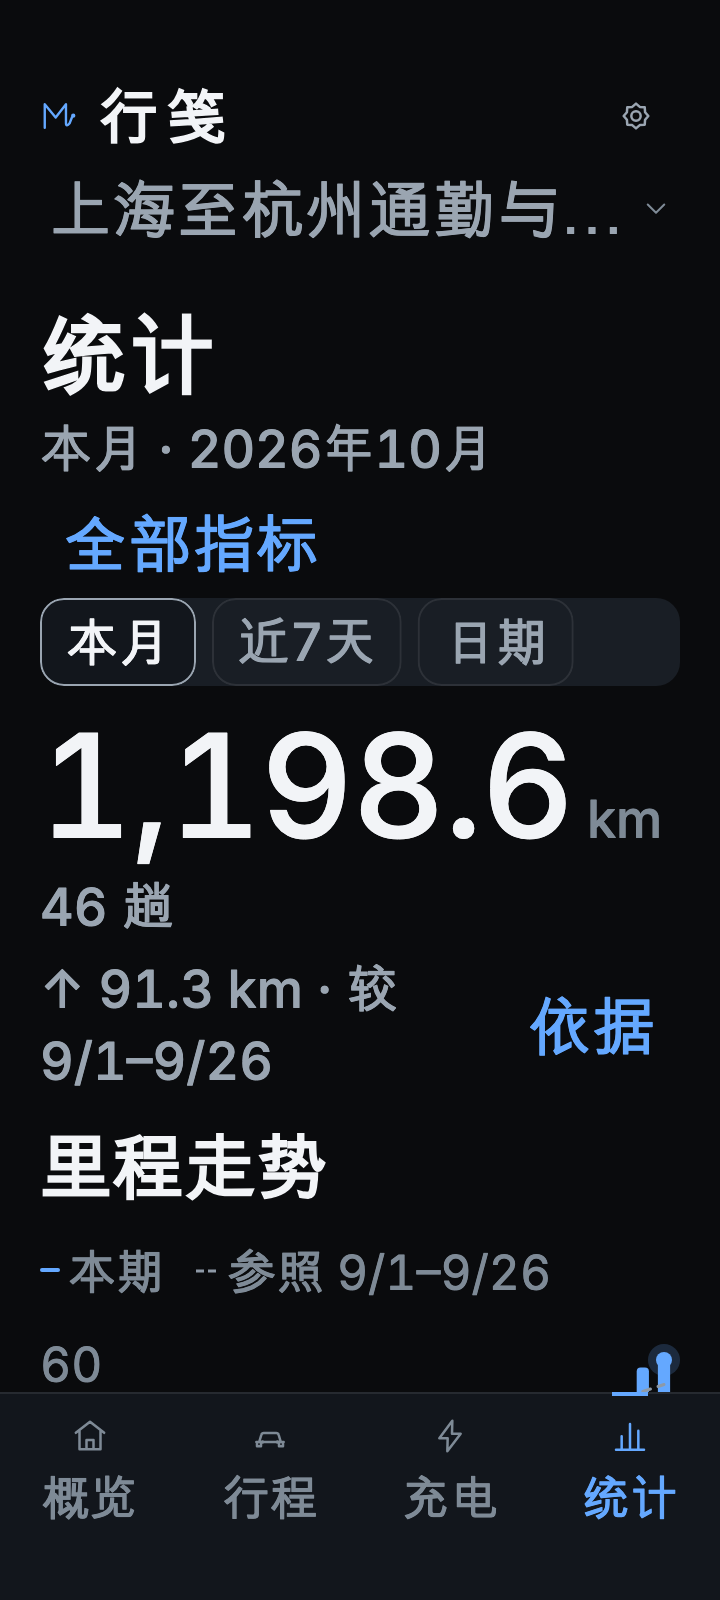 行笺
上海至杭州通勤与...
统计
本月 · 2026年10月
全部指标
本月 近7天 日期
1,198.6 km
46 趟
↑ 91.3 km · 较
9/1–9/26
依据
里程走势
本期 参照 9/1–9/26
60
概览 行程 充电 统计